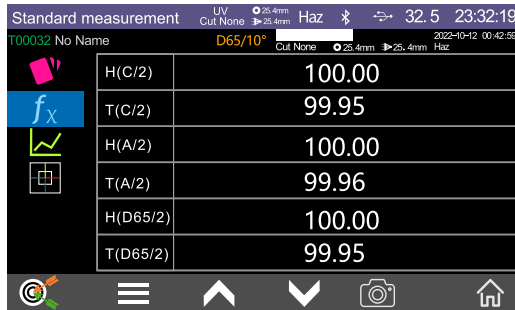 Standard measurement UV Cut None 25.4mm 25.4mm Haz 32.5 23:32:19
T00032 No Name D65/10° Cut None 25.4mm 25.4mm Haz 2022-10-12 00:42:59
H(C/2) 100.00
fx T(C/2) 99.95
H(A/2) 100.00
T(A/2) 99.96
H(D65/2) 100.00
T(D65/2) 99.95